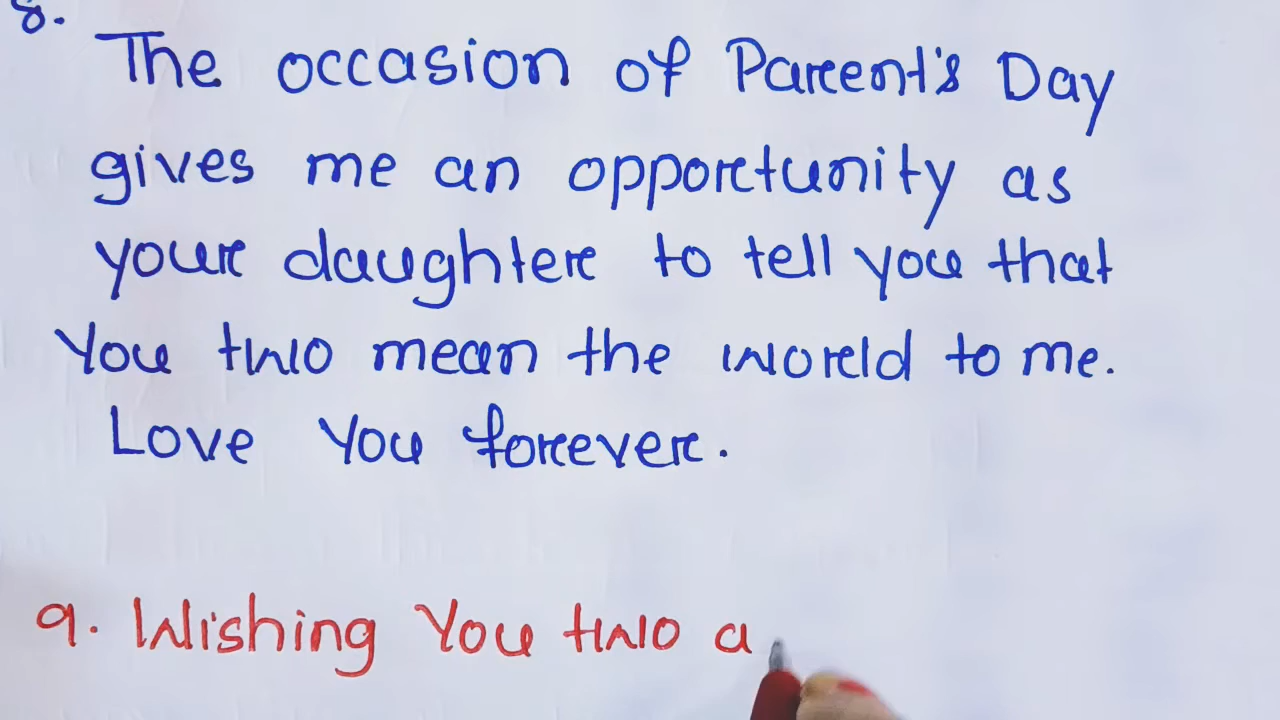 8.
The occasion of Parent's Day
gives me an opportunity as
your daughter to tell you that
You two mean the world to me.
Love You forever.
9. Wishing You two a